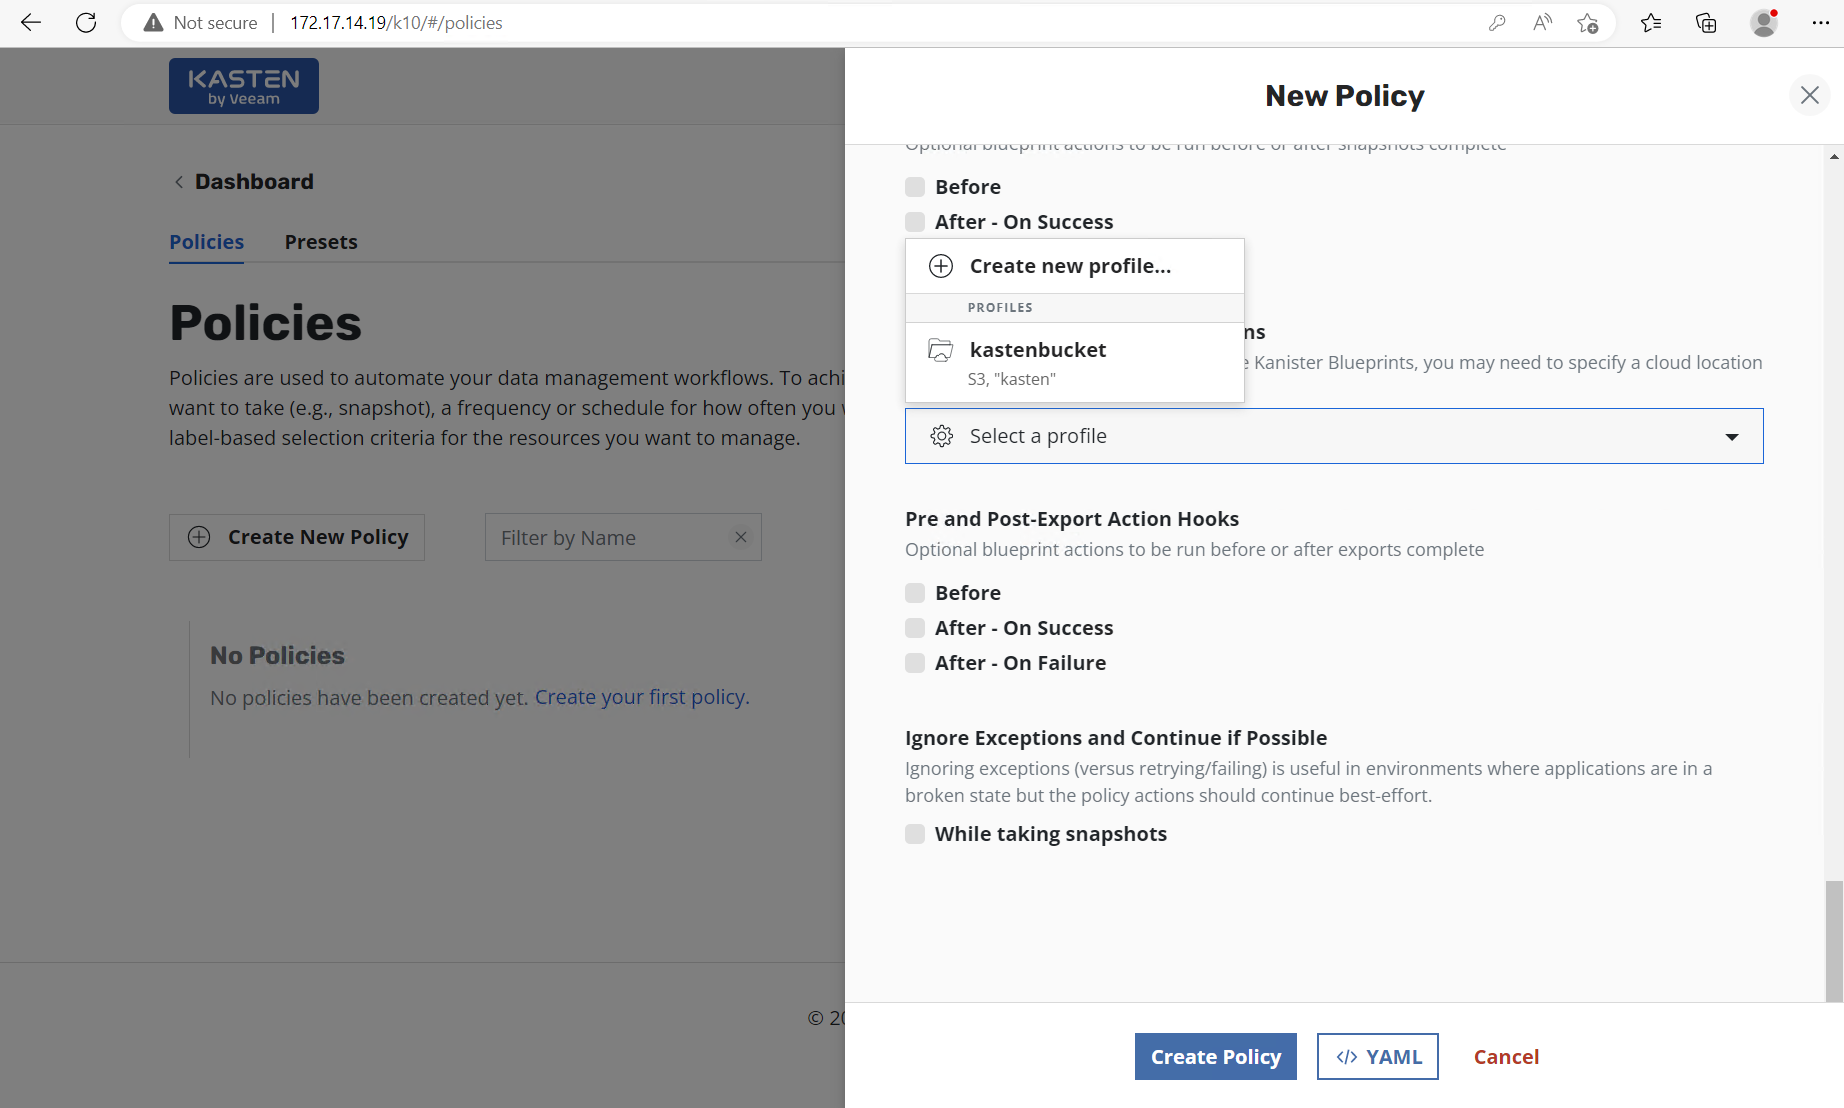 Not secure | 172.17.14.19/k10/#/policies
KASTEN
by Veeam
Dashboard
Policies
Presets
Policies
Policies are used to automate your data management workflows. To achi
want to take (e.g., snapshot), a frequency or schedule for how often you
label-based selection criteria for the resources you want to manage.
Create New Policy
Filter by Name
No Policies
No policies have been created yet. Create your first policy.
© 20
New Policy
Optional blueprint actions to be run before or after snapshots complete
Before
After - On Success
Create new profile...
PROFILES
kastenbucket
S3, "kasten"
ns
e Kanister Blueprints, you may need to specify a cloud location
Select a profile
Pre and Post-Export Action Hooks
Optional blueprint actions to be run before or after exports complete
Before
After - On Success
After - On Failure
Ignore Exceptions and Continue if Possible
Ignoring exceptions (versus retrying/failing) is useful in environments where applications are in a
broken state but the policy actions should continue best-effort.
While taking snapshots
Create Policy
</> YAML
Cancel